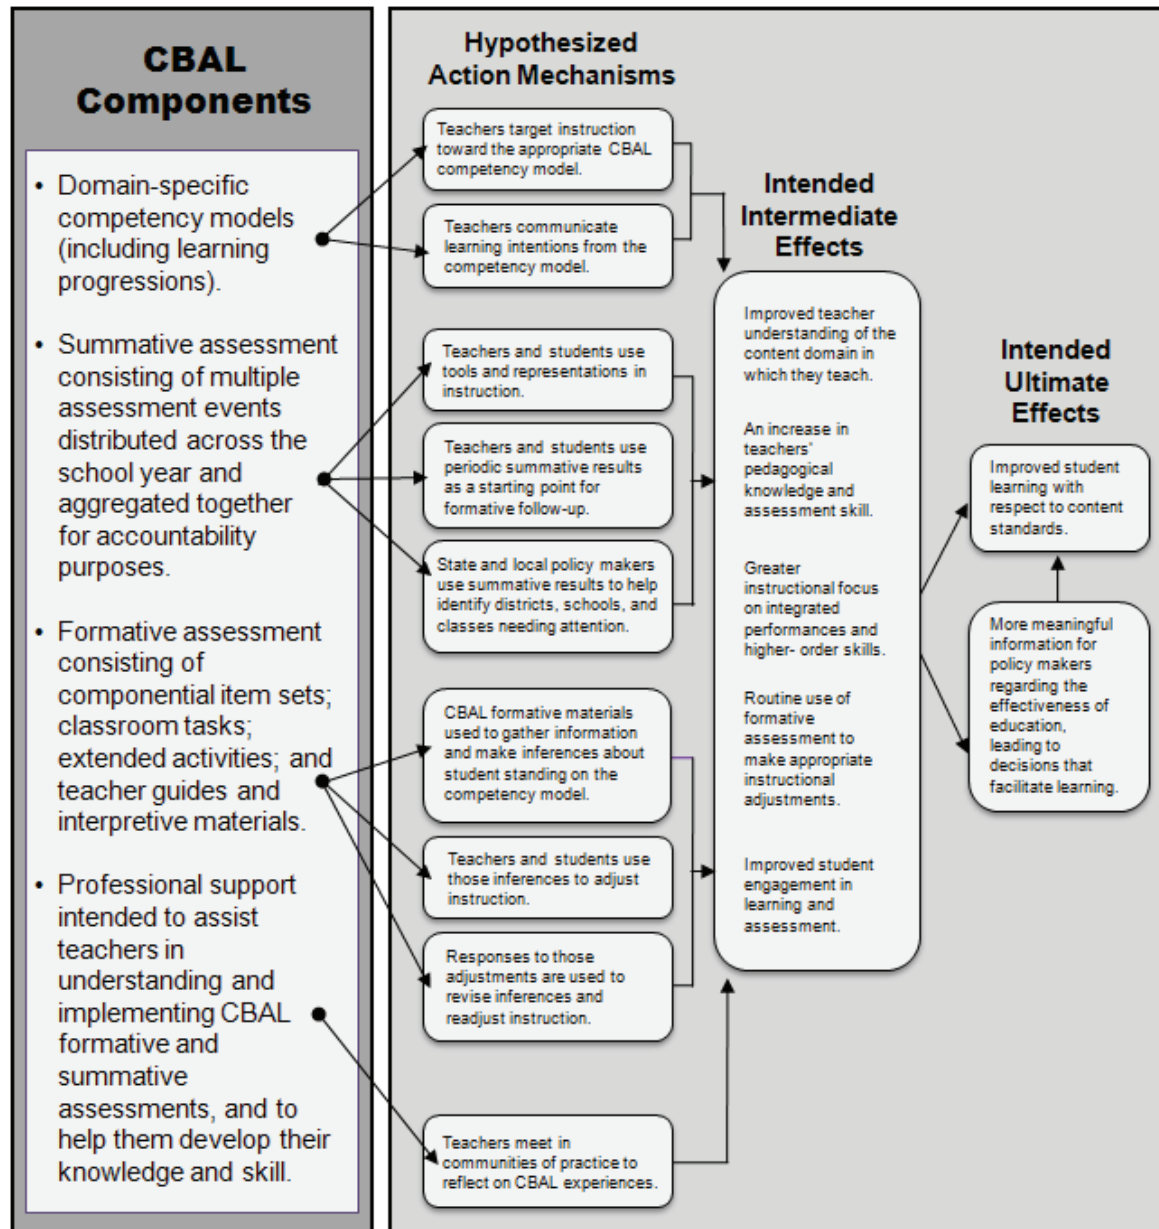 CBAL
Components
• Domain-specific
competency models
(including learning
progressions).
• Summative assessment
consisting of multiple
assessment events
distributed across the
school year and
aggregated together
for accountability
purposes.
• Formative assessment
consisting of
componential item sets;
classroom tasks;
extended activities; and
teacher guides and
interpretive materials.
• Professional support
intended to assist
teachers in
understanding and
implementing CBAL
formative and
summative
assessments, and to
help them develop their
knowledge and skill.
Hypothesized
Action Mechanisms
Teachers target instruction
toward the appropriate CBAL
competency model.
Teachers communicate
learning intentions from the
competency model.
Teachers and students use
tools and representations in
instruction.
Teachers and students use
periodic summative results
as a starting point for
formative follow-up.
State and local policy makers
use summative results to help
identify districts, schools, and
classes needing attention.
CBAL formative materials
used to gather information
and make inferences about
student standing on the
competency model.
Teachers and students use
those inferences to adjust
instruction.
Responses to those
adjustments are used to
revise inferences and
readjust instruction.
Teachers meet in
communities of practice to
reflect on CBAL experiences.
Intended
Intermediate
Effects
Improved teacher
understanding of the
content domain in
which they teach.
An increase in
teachers'
pedagogical
knowledge and
assessment skill.
Greater
instructional focus
on integrated
performances and
higher- order skills.
Routine use of
formative
assessment to
make appropriate
instructional
adjustments.
Improved student
engagement in
learning and
assessment.
Intended
Ultimate
Effects
Improved student
learning with
respect to content
standards.
More meaningful
information for
policy makers
regarding the
effectiveness of
education,
leading to
decisions that
facilitate learning.